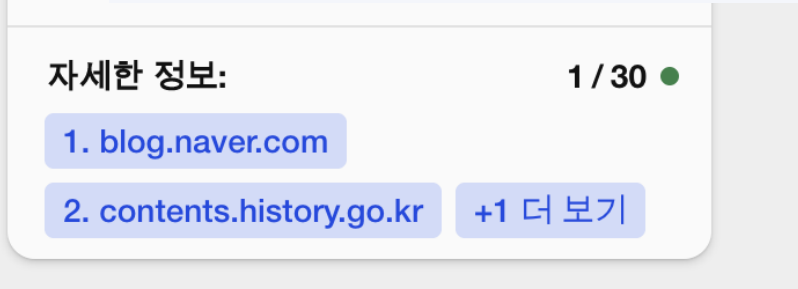 자세한 정보: 1 / 30
1. blog.naver.com
2. contents.history.go.kr +1 더 보기